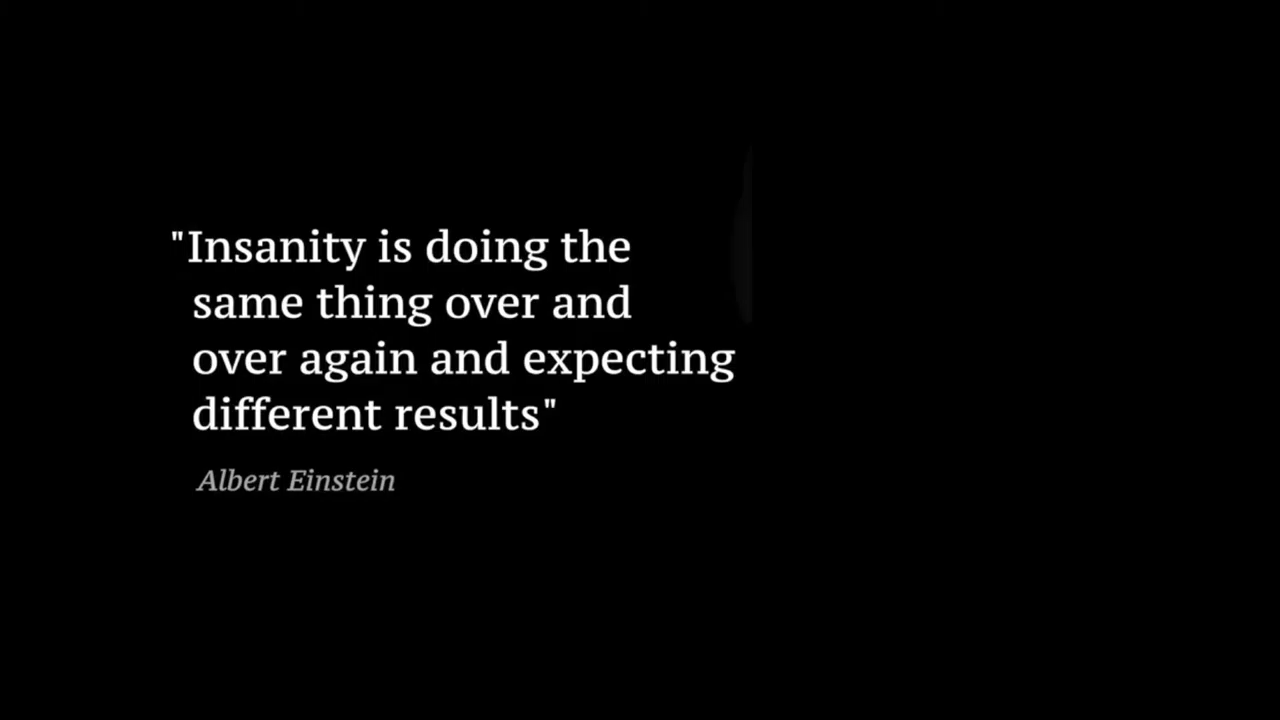 "Insanity is doing the
same thing over and
over again and expecting
different results"
Albert Einstein